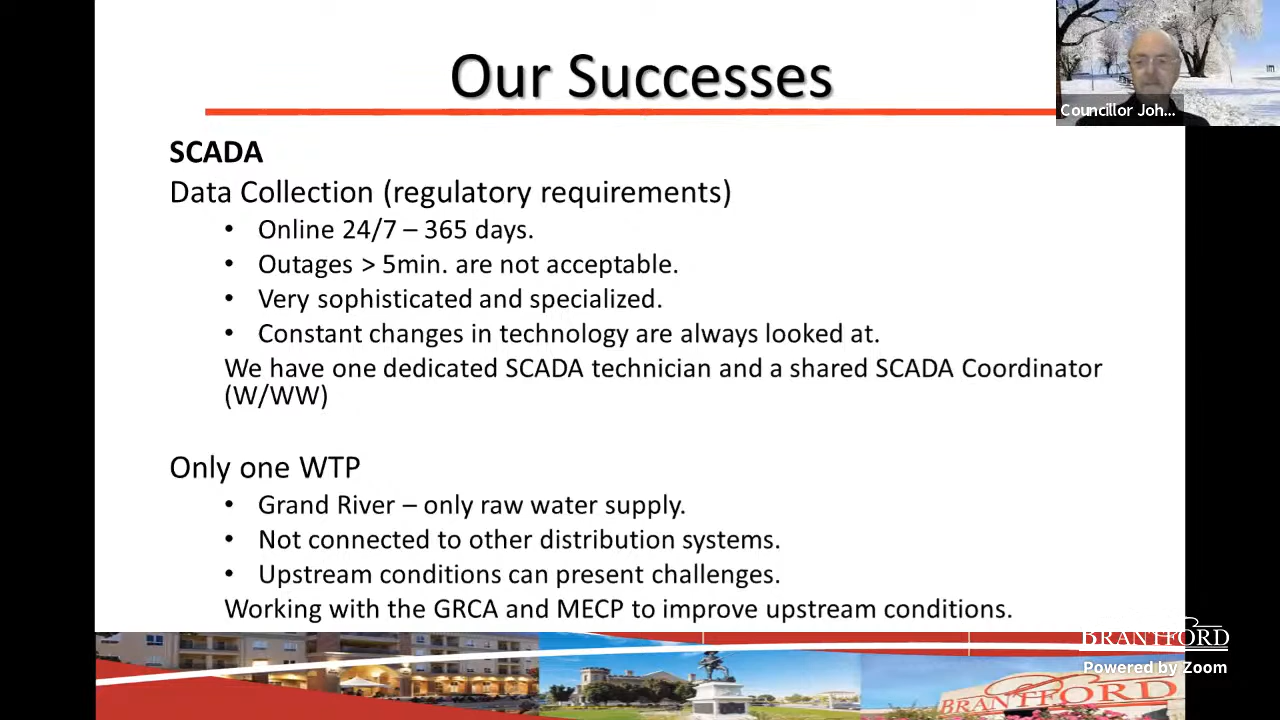 Our Successes
Councillor Joh...
SCADA
Data Collection (regulatory requirements)
• Online 24/7 – 365 days.
• Outages > 5min. are not acceptable.
• Very sophisticated and specialized.
• Constant changes in technology are always looked at.
We have one dedicated SCADA technician and a shared SCADA Coordinator
(W/WW)
Only one WTP
• Grand River – only raw water supply.
• Not connected to other distribution systems.
• Upstream conditions can present challenges.
Working with the GRCA and MECP to improve upstream conditions.
BRANTFORD
Powered by Zoom
BRANTFORD